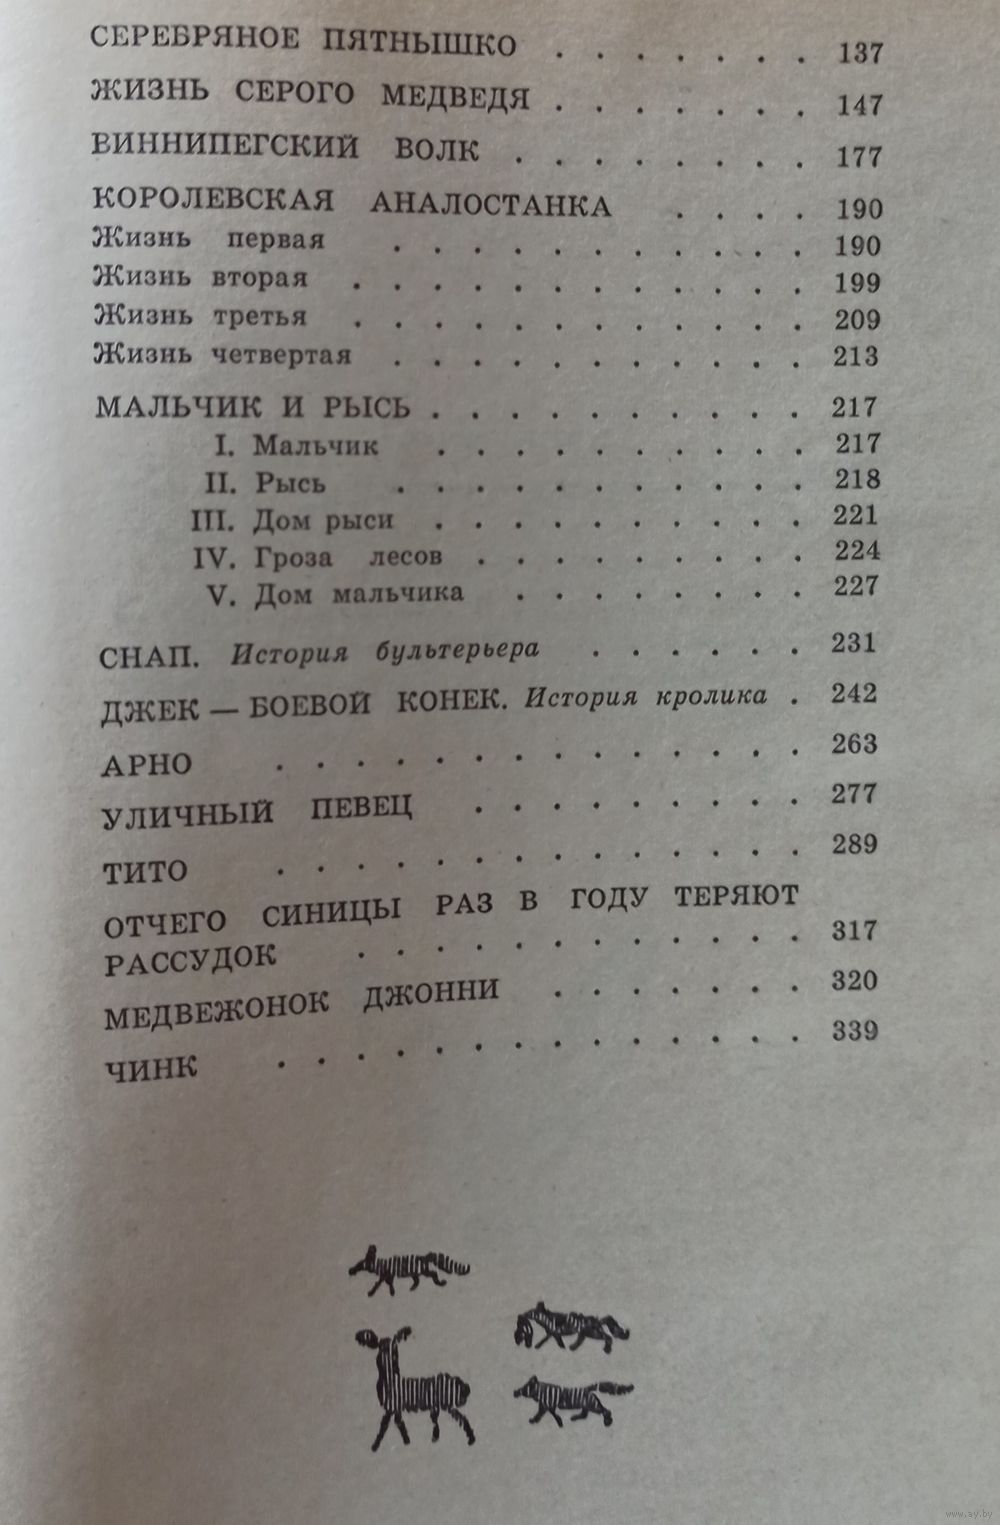 СЕРЕБРЯНОЕ ПЯТНЫШКО . . . . . . . 137
ЖИЗНЬ СЕРОГО МЕДВЕДЯ . . . . . . . 147
ВИННИПЕГСКИЙ ВОЛК . . . . . . . . 177
КОРОЛЕВСКАЯ АНАЛОСТАНКА . . . . 190
Жизнь первая . . . . . . . . . . . 190
Жизнь вторая . . . . . . . . . . . . 199
Жизнь третья . . . . . . . . . . . . 209
Жизнь четвертая . . . . . . . . . . . 213
МАЛЬЧИК И РЫСЬ . . . . . . . . . . 217
I. Мальчик . . . . . . . . . . 217
II. Рысь . . . . . . . . . . . 218
III. Дом рыси . . . . . . . . . . 221
IV. Гроза лесов . . . . . . . . . 224
V. Дом мальчика . . . . . . . . 227
СНАП. История бультерьера . . . . . . 231
ДЖЕК — БОЕВОЙ КОНЕК. История кролика . 242
АРНО . . . . . . . . . . . . . . 263
УЛИЧНЫЙ ПЕВЕЦ . . . . . . . . . 277
ТИТО . . . . . . . . . . . . . . 289
ОТЧЕГО СИНИЦЫ РАЗ В ГОДУ ТЕРЯЮТ
РАССУДОК . . . . . . . . . . . . 317
МЕДВЕЖОНОК ДЖОННИ . . . . . . . 320
ЧИНК . . . . . . . . . . . . . . 339
www.ay.by